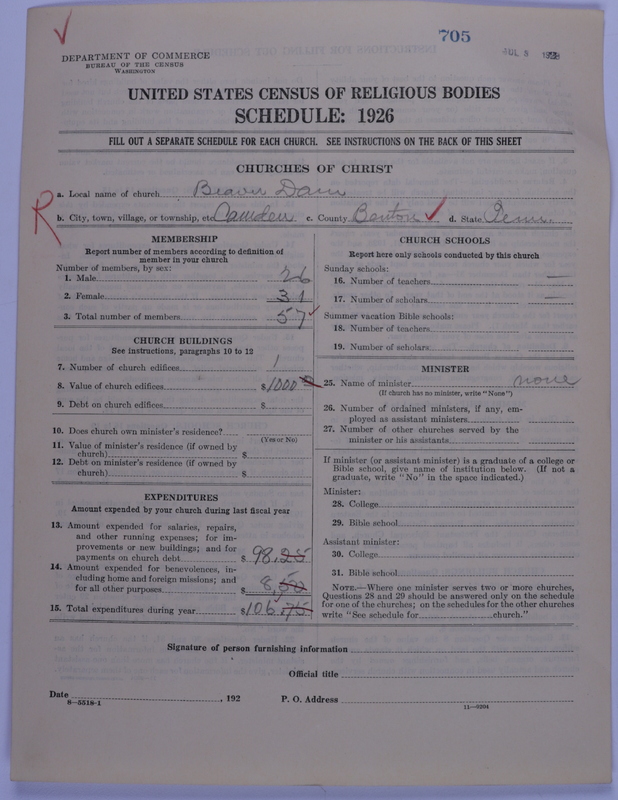 705
JUL 8 1928
DEPARTMENT OF COMMERCE
BUREAU OF THE CENSUS
WASHINGTON
UNITED STATES CENSUS OF RELIGIOUS BODIES
SCHEDULE: 1926
FILL OUT A SEPARATE SCHEDULE FOR EACH CHURCH. SEE INSTRUCTIONS ON THE BACK OF THIS SHEET
CHURCHES OF CHRIST
a. Local name of church Beaver Dam
R
b. City, town, village, or township, etc. Camden c. County Benton d. State Tenn.
MEMBERSHIP
Report number of members according to definition of
member in your church
Number of members, by sex:
1. Male 26
2. Female 31
3. Total number of members 57
CHURCH BUILDINGS
See instructions, paragraphs 10 to 12
7. Number of church edifices 1
8. Value of church edifices $1000
9. Debt on church edifices $
10. Does church own minister's residence?
(Yes or No)
11. Value of minister's residence (if owned by
church) $
12. Debt on minister's residence (if owned by
church) $
EXPENDITURES
Amount expended by your church during last fiscal year
13. Amount expended for salaries, repairs,
and other running expenses; for im-
provements or new buildings; and for
payments on church debt $ 98.25
14. Amount expended for benevolences, in-
cluding home and foreign missions; and
for all other purposes $ 8.50
15. Total expenditures during year $106.75
CHURCH SCHOOLS
Report here only schools conducted by this church
Sunday schools:
16. Number of teachers —
17. Number of scholars —
Summer vacation Bible schools:
18. Number of teachers
19. Number of scholars
MINISTER
25. Name of minister none
(If church has no minister, write "None")
26. Number of ordained ministers, if any, em-
ployed as assistant ministers
27. Number of other churches served by the
minister or his assistants
If minister (or assistant minister) is a graduate of a college or
Bible school, give name of institution below. (If not a
graduate, write "No" in the space indicated.)
Minister:
28. College
29. Bible school
Assistant minister:
30. College
31. Bible school
NOTE.—Where one minister serves two or more churches,
Questions 28 and 29 should be answered only on the schedule
for one of the churches; on the schedules for the other churches
write "See schedule for church."
Signature of person furnishing information
Official title
Date , 192 P. O. Address
8—5518-1
11—9204